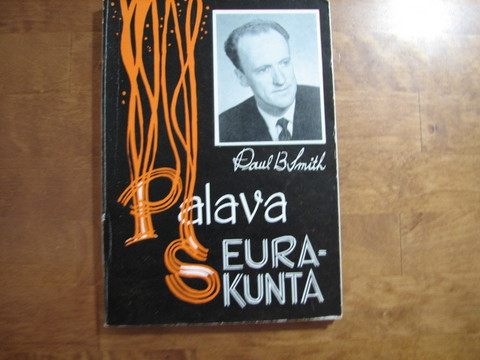 Paul B Smith
Palava
SEURA-
KUNTA